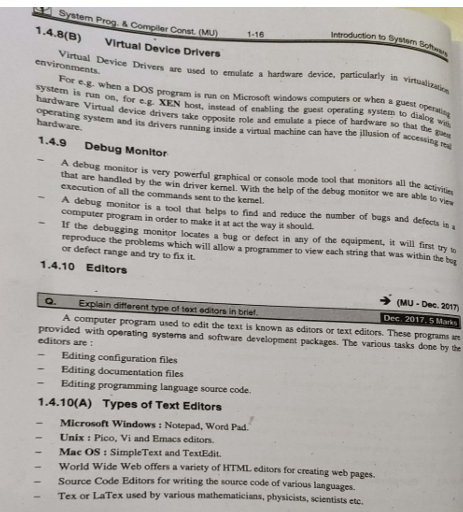 System Prog. & Compiler Const. (MU) 1-16 Introduction to System Software
1.4.8(B) Virtual Device Drivers
Virtual Device Drivers are used to emulate a hardware device, particularly in virtualization
environments.
For e.g. when a DOS program is run on Microsoft windows computers or when a guest operating
system is run on, for e.g. XEN host, instead of enabling the guest operating system to dialog with
hardware Virtual device drivers take opposite role and emulate a piece of hardware so that the guest
operating system and its drivers running inside a virtual machine can have the illusion of accessing real
hardware.
1.4.9 Debug Monitor
– A debug monitor is very powerful graphical or console mode tool that monitors all the activities
that are handled by the win driver kernel. With the help of the debug monitor we are able to view
execution of all the commands sent to the kernel.
– A debug monitor is a tool that helps to find and reduce the number of bugs and defects in a
computer program in order to make it at act the way it should.
– If the debugging monitor locates a bug or defect in any of the equipment, it will first try to
reproduce the problems which will allow a programmer to view each string that was within the bug
or defect range and try to fix it.
1.4.10 Editors
→ (MU - Dec. 2017)
Q. Explain different type of text editors in brief. Dec. 2017, 5 Marks
A computer program used to edit the text is known as editors or text editors. These programs are
provided with operating systems and software development packages. The various tasks done by the
editors are :
– Editing configuration files
– Editing documentation files
– Editing programming language source code.
1.4.10(A) Types of Text Editors
– Microsoft Windows : Notepad, Word Pad.
– Unix : Pico, Vi and Emacs editors.
– Mac OS : SimpleText and TextEdit.
– World Wide Web offers a variety of HTML editors for creating web pages.
– Source Code Editors for writing the source code of various languages.
– Tex or LaTex used by various mathematicians, physicists, scientists etc.